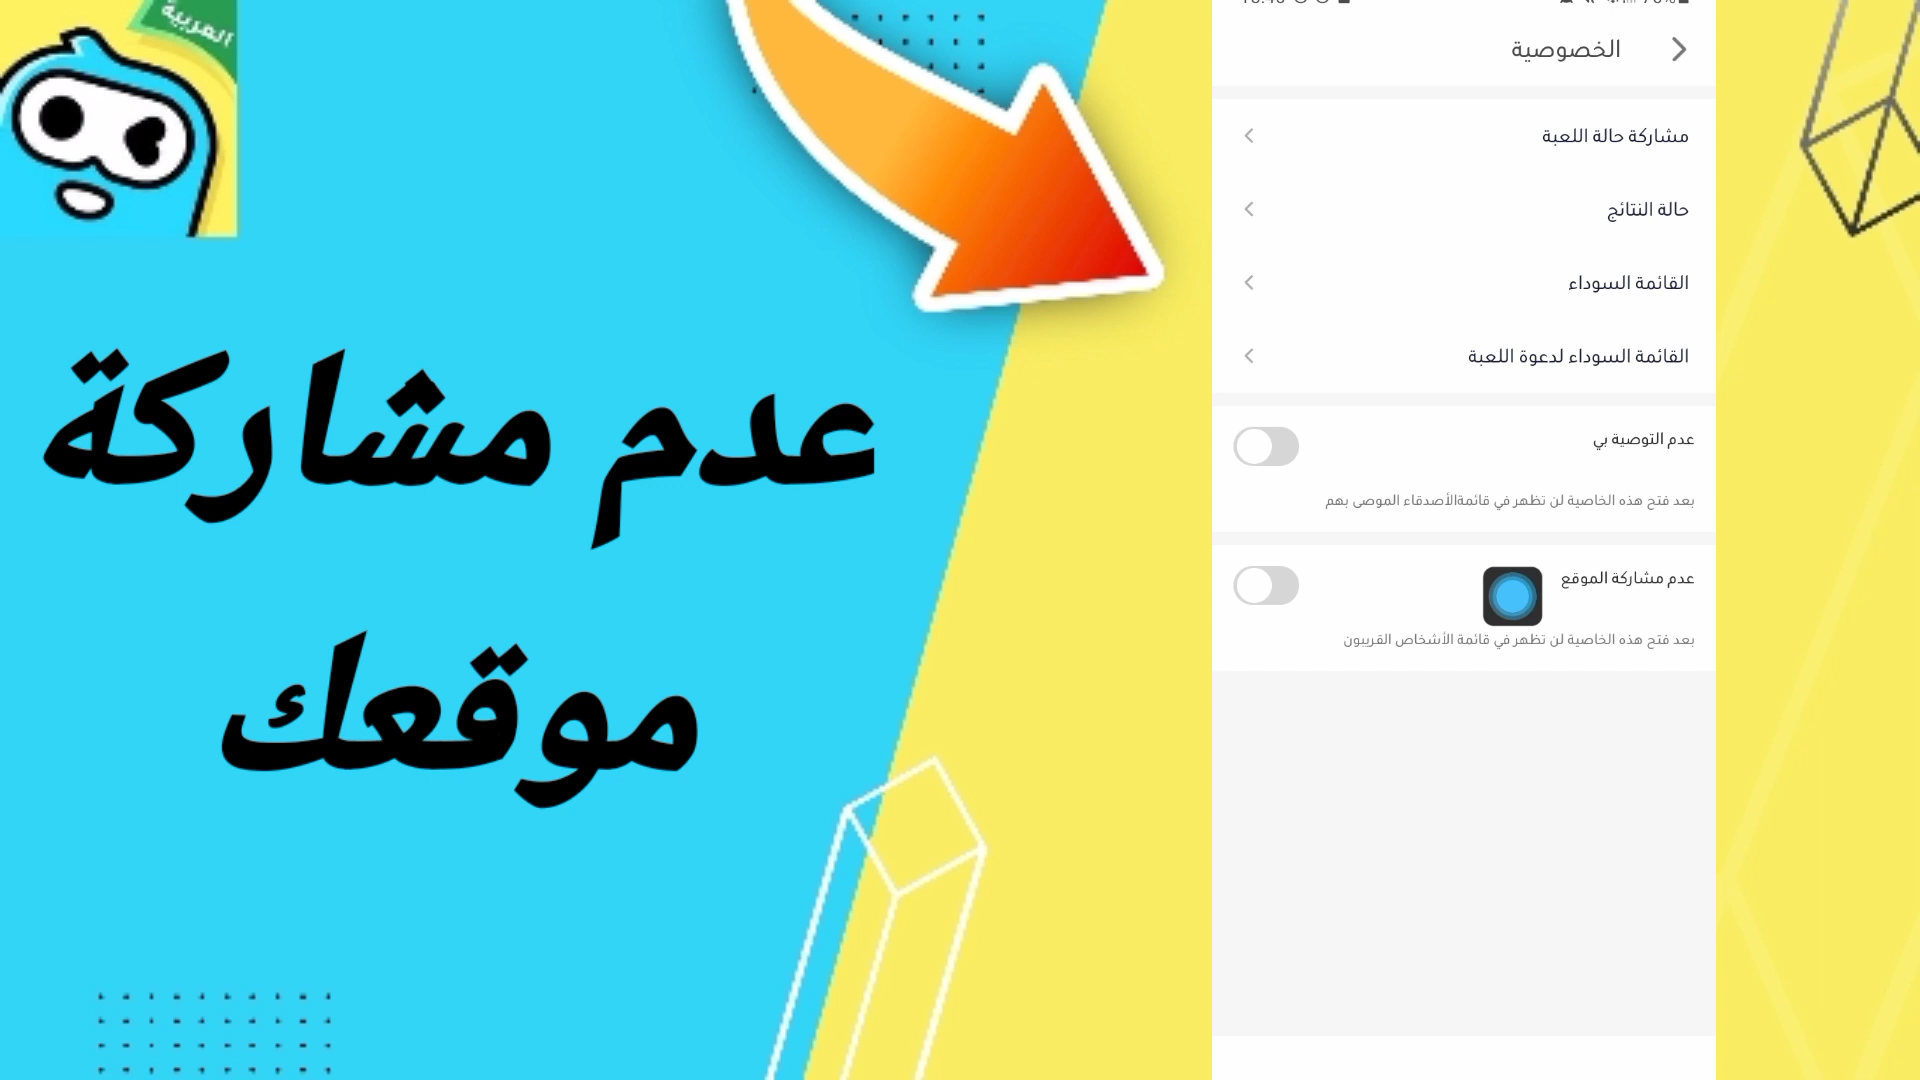 العربية
عدم مشاركة
موقعك
الخصوصية
مشاركة حالة اللعبة
حالة النتائج
القائمة السوداء
القائمة السوداء لدعوة اللعبة
عدم التوصية بي
بعد فتح هذه الخاصية لن تظهر في قائمةالأصدقاء الموصى بهم
عدم مشاركة الموقع
بعد فتح هذه الخاصية لن تظهر في قائمة الأشخاص القريبون